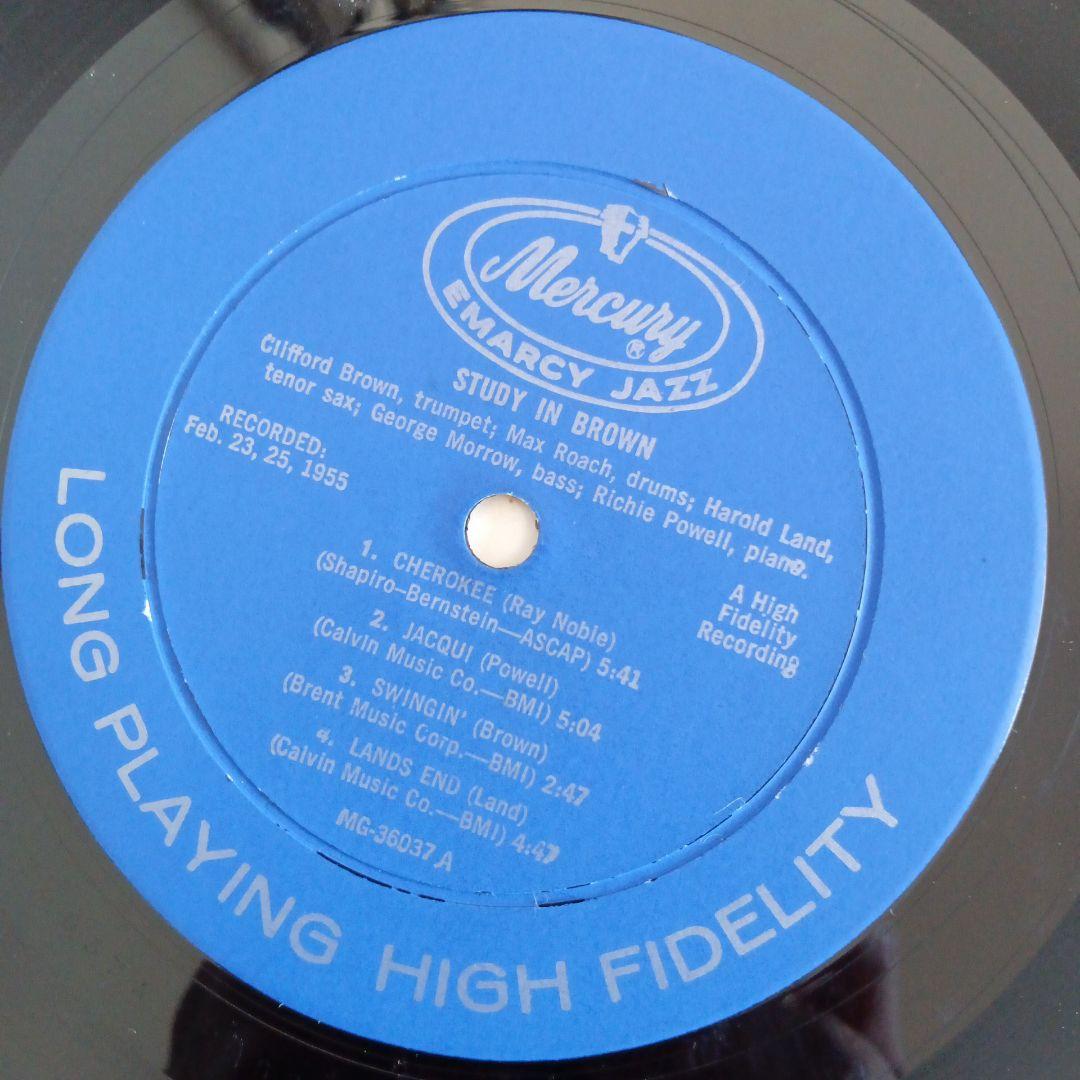 Mercury
®
EMARCY JAZZ
STUDY IN BROWN
Clifford Brown, trumpet; Max Roach, drums; Harold Land,
tenor sax; George Morrow, bass; Richie Powell, piano.
RECORDED:
Feb. 23, 25, 1955
A High
Fidelity
Recording
1. CHEROKEE (Ray Noble)
(Shapiro–Bernstein—ASCAP) 5:41
2. JACQUI (Powell)
(Calvin Music Co.—BMI) 5:04
3. SWINGIN' (Brown)
(Brent Music Corp.—BMI) 2:47
4. LANDS END (Land)
(Calvin Music Co.—BMI) 4:47
MG-36037A
LONG PLAYING HIGH FIDELITY